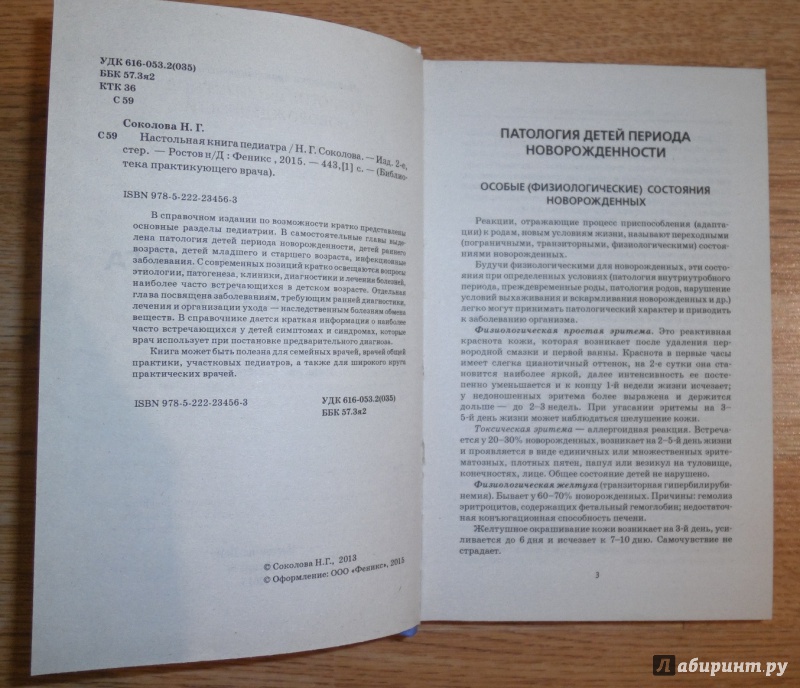 УДК 616-053.2(035)
ББК 57.3я2
КТК 36
С 59
Соколова Н. Г.
С 59 Настольная книга педиатра / Н. Г. Соколова. — Изд. 2-е,
стер. — Ростов н/Д : Феникс , 2015. — 443,[1] с. — (Библио-
тека практикующего врача).
ISBN 978-5-222-23456-3
В справочном издании по возможности кратко представлены
основные разделы педиатрии. В самостоятельные главы выде-
лена патология детей периода новорожденности, детей раннего
возраста, детей младшего и старшего возраста, инфекционные
заболевания. С современных позиций кратко освещаются вопросы
этиологии, патогенеза, клиники, диагностики и лечения болезней,
наиболее часто встречающихся в детском возрасте. Отдельная
глава посвящена заболеваниям, требующим ранней диагностики,
лечения и организации ухода — наследственным болезням обмена
веществ. В справочнике дается краткая информация о наиболее
часто встречающихся у детей симптомах и синдромах, которые
врач использует при постановке предварительного диагноза.
Книга может быть полезна для семейных врачей, врачей общей
практики, участковых педиатров, а также для широкого круга
практических врачей.
УДК 616-053.2(035)
ISBN 978-5-222-23456-3 ББК 57.3я2
© Соколова Н.Г., 2013
© Оформление: ООО «Феникс», 2015
ПАТОЛОГИЯ ДЕТЕЙ ПЕРИОДА
НОВОРОЖДЕННОСТИ
ОСОБЫЕ (ФИЗИОЛОГИЧЕСКИЕ) СОСТОЯНИЯ
НОВОРОЖДЕННЫХ
Реакции, отражающие процесс приспособления (адапта-
ции) к родам, новым условиям жизни, называют переходными
(пограничными, транзиторными, физиологическими) состоя-
ниями новорожденных.
Будучи физиологическими для новорожденных, эти состоя-
ния при определенных условиях (патология внутриутробного
периода, преждевременные роды, патология родов, нарушение
условий выхаживания и вскармливания новорожденных и др.)
легко могут принимать патологический характер и приводить
к заболеванию организма.
Физиологическая простая эритема. Это реактивная
краснота кожи, которая возникает после удаления пер-
вородной смазки и первой ванны. Краснота в первые часы
имеет слегка цианотичный оттенок, на 2-е сутки она ста-
новится наиболее яркой, далее интенсивность ее посте-
пенно уменьшается и к концу 1-й недели жизни исчезает;
у недоношенных эритема более выражена и держится
дольше — до 2–3 недель. При угасании эритемы на 3–
5-й день жизни может наблюдаться шелушение кожи.
Токсическая эритема — аллергоидная реакция. Встреча-
ется у 20–30% новорожденных, возникает на 2–5-й день жизни
и проявляется в виде единичных или множественных эрите-
матозных, плотных пятен, папул или везикул на туловище,
конечностях, лице. Общее состояние детей не нарушено.
Физиологическая желтуха (транзиторная гипербилируби-
немия). Бывает у 60–70% новорожденных. Причины: гемолиз
эритроцитов, содержащих фетальный гемоглобин; недостаточ-
ная конъюгационная способность печени.
Желтушное окрашивание кожи возникает на 3-й день, уси-
ливается до 6 дня и исчезает к 7–10 дню. Самочувствие не
страдает.
3
Лабиринт.ру